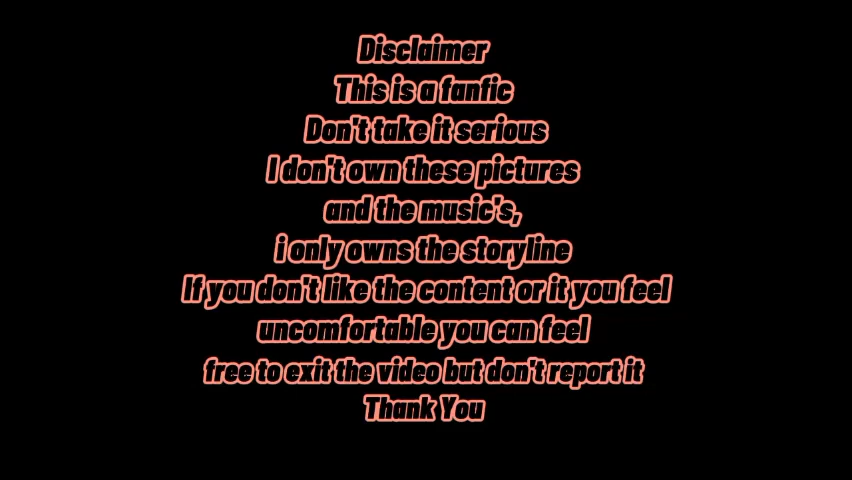 Disclaimer
This is a fanfic
Don't take it serious
I don't own these pictures
and the music's,
i only owns the storyline
If you don't like the content or it you feel
uncomfortable you can feel
free to exit the video but don't report it
Thank You